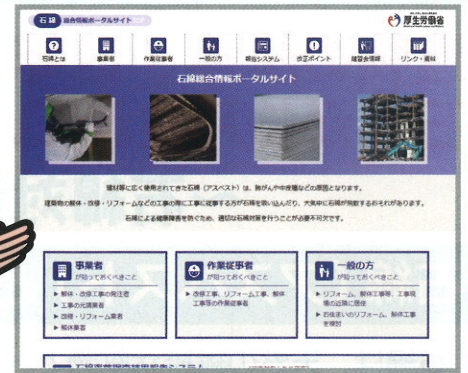 石綿 総合情報ポータルサイト
厚生労働省
石綿とは 事業者 作業従事者 一般の方 報告システム 改正ポイント 講習会情報 リンク・資料
石綿総合情報ポータルサイト
建材等に広く使用されてきた石綿（アスベスト）は、肺がんや中皮腫などの原因となります。
建築物の解体・改修・リフォームなどの工事の際に工事に従事する方が石綿を吸い込んだり、大気中に石綿が飛散するおそれがあります。
石綿による健康障害を防ぐため、適切な石綿対策を行うことが必要不可欠です。
事業者
が知っておくべきこと
▶ 解体・改修工事の発注者
▶ 工事の元請業者
▶ 改修・リフォーム業者
▶ 解体業者
作業従事者
が知っておくべきこと
▶ 改修工事、リフォーム工事、解体
工事等の作業従事者
一般の方
が知っておくべきこと
▶ リフォーム、解体工事等、工事現
場の近隣に居住
▶ お住まいのリフォーム、解体工事
を検討